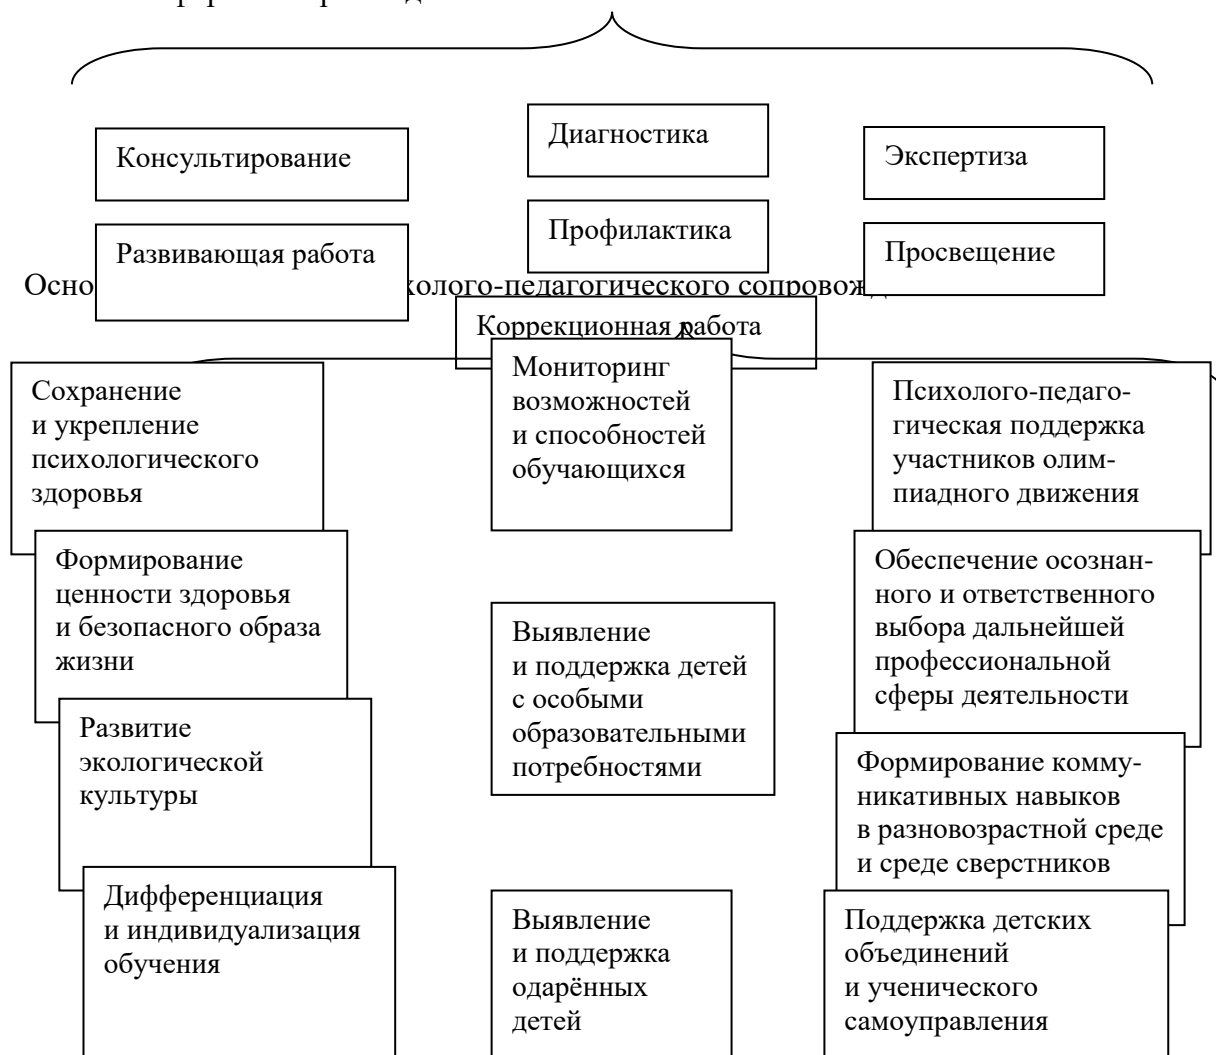 Консультирование
Развивающая работа
Диагностика
Профилактика
Экспертиза
Просвещение
педагогического
Коррекционная работа
Сохранение
и укрепление
психологического
здоровья
Формирование
ценности здоровья
и безопасного образа
жизни
Развитие
экологической
культуры
Дифференциация
и индивидуализация
обучения
Мониторинг
возможностей
и способностей
обучающихся
Выявление
и поддержка детей
с особыми
образовательными
потребностями
Выявление
и поддержка
одарённых
детей
Психолого-педаго-
гическая поддержка
участников олим-
пиадного движения
Обеспечение осознан-
ного и ответственного
выбора дальнейшей
профессиональной
сферы деятельности
Формирование комму-
никативных навыков
в разновозрастной среде
и среде сверстников
Поддержка детских
объединений
и ученического
самоуправления